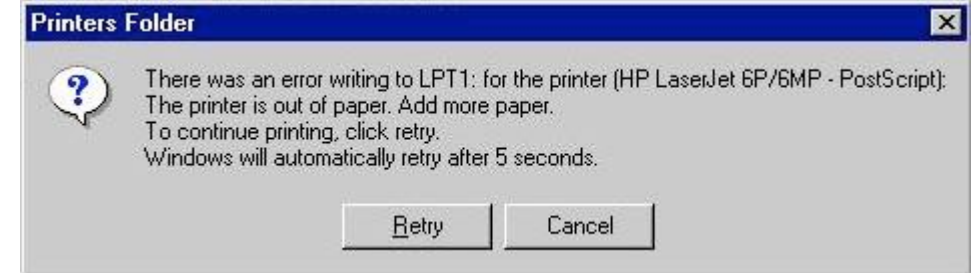 Printers Folder
There was an error writing to LPT1: for the printer (HP LaserJet 6P/6MP - PostScript):
The printer is out of paper. Add more paper.
To continue printing, click retry.
Windows will automatically retry after 5 seconds.
Retry
Cancel